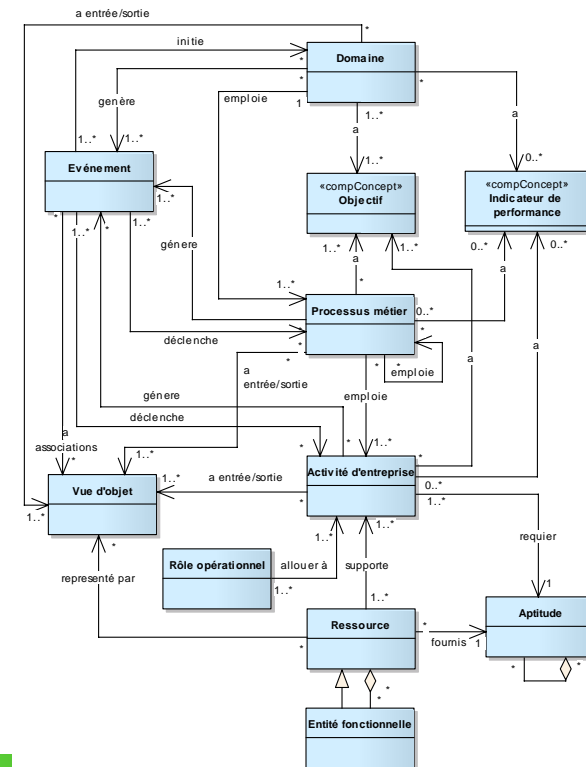 a entrée/sortie
*
initie
Domaine
*
*
*
genère
emploie
1
1..*
a
a
1..*
1..*
1..*
0..*
Evénement
«compConcept»
Objectif
«compConcept»
Indicateur de
performance
*
1..*
*
1..*
1..*
1..*
0..*
0..*
génere
a
a
*
1..*
Processus métier
0..*
déclenche
*
*
*
*
*
a
entrée/sortie
emploie
emploie
a
a
génere
déclenche
a
associations
*
1..*
*
*
1..*
*
Vue d'objet
1..*
a entrée/sortie
Activité d'entreprise
0..*
1..*
*
1..*
*
1..*
1..*
requier
Rôle opérationnel
allouer à
supporte
representé par
1..*
1..*
1
Ressource
*
Aptitude
*
fournis
1
*
*
*
*
Entité fonctionnelle